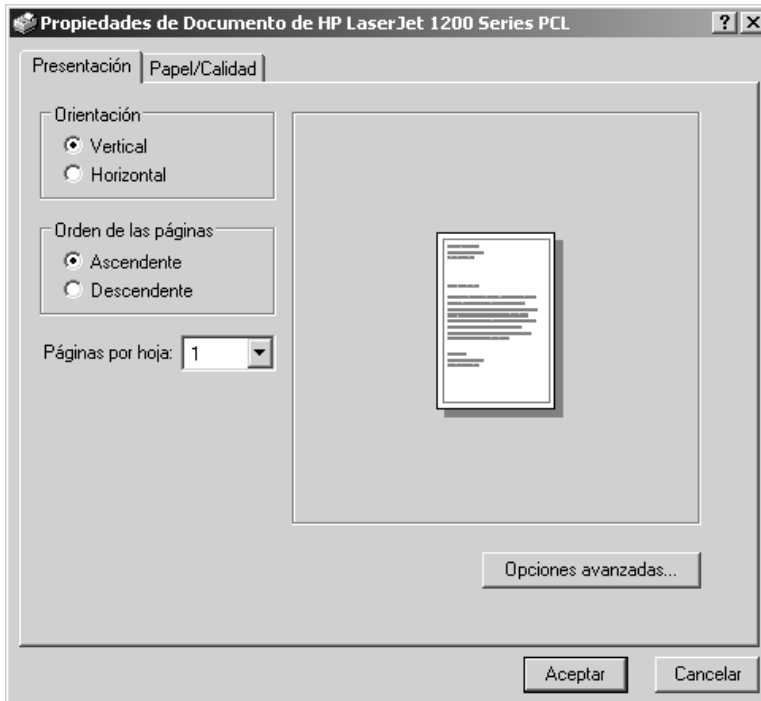 Propiedades de Documento de HP LaserJet 1200 Series PCL
Presentación
Papel/Calidad
Orientación
Vertical
Horizontal
Orden de las páginas
Ascendente
Descendente
Páginas por hoja: 1
Opciones avanzadas...
Aceptar
Cancelar